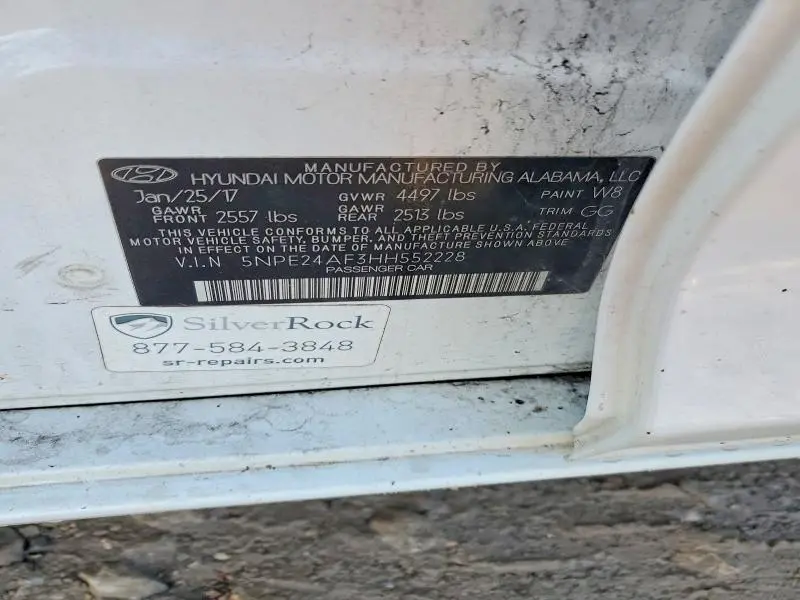 MANUFACTURED BY
HYUNDAI MOTOR MANUFACTURING ALABAMA, LLC
Jan/25/17 GVWR 4497 lbs PAINT W8
GAWR FRONT 2557 lbs GAWR REAR 2513 lbs TRIM GG
THIS VEHICLE CONFORMS TO ALL APPLICABLE U.S.A. FEDERAL
MOTOR VEHICLE SAFETY, BUMPER, AND THEFT PREVENTION STANDARDS
IN EFFECT ON THE DATE OF MANUFACTURE SHOWN ABOVE
V.I.N 5NPE24AF3HH552228
PASSENGER CAR
SilverRock
877-584-3848
sr-repairs.com